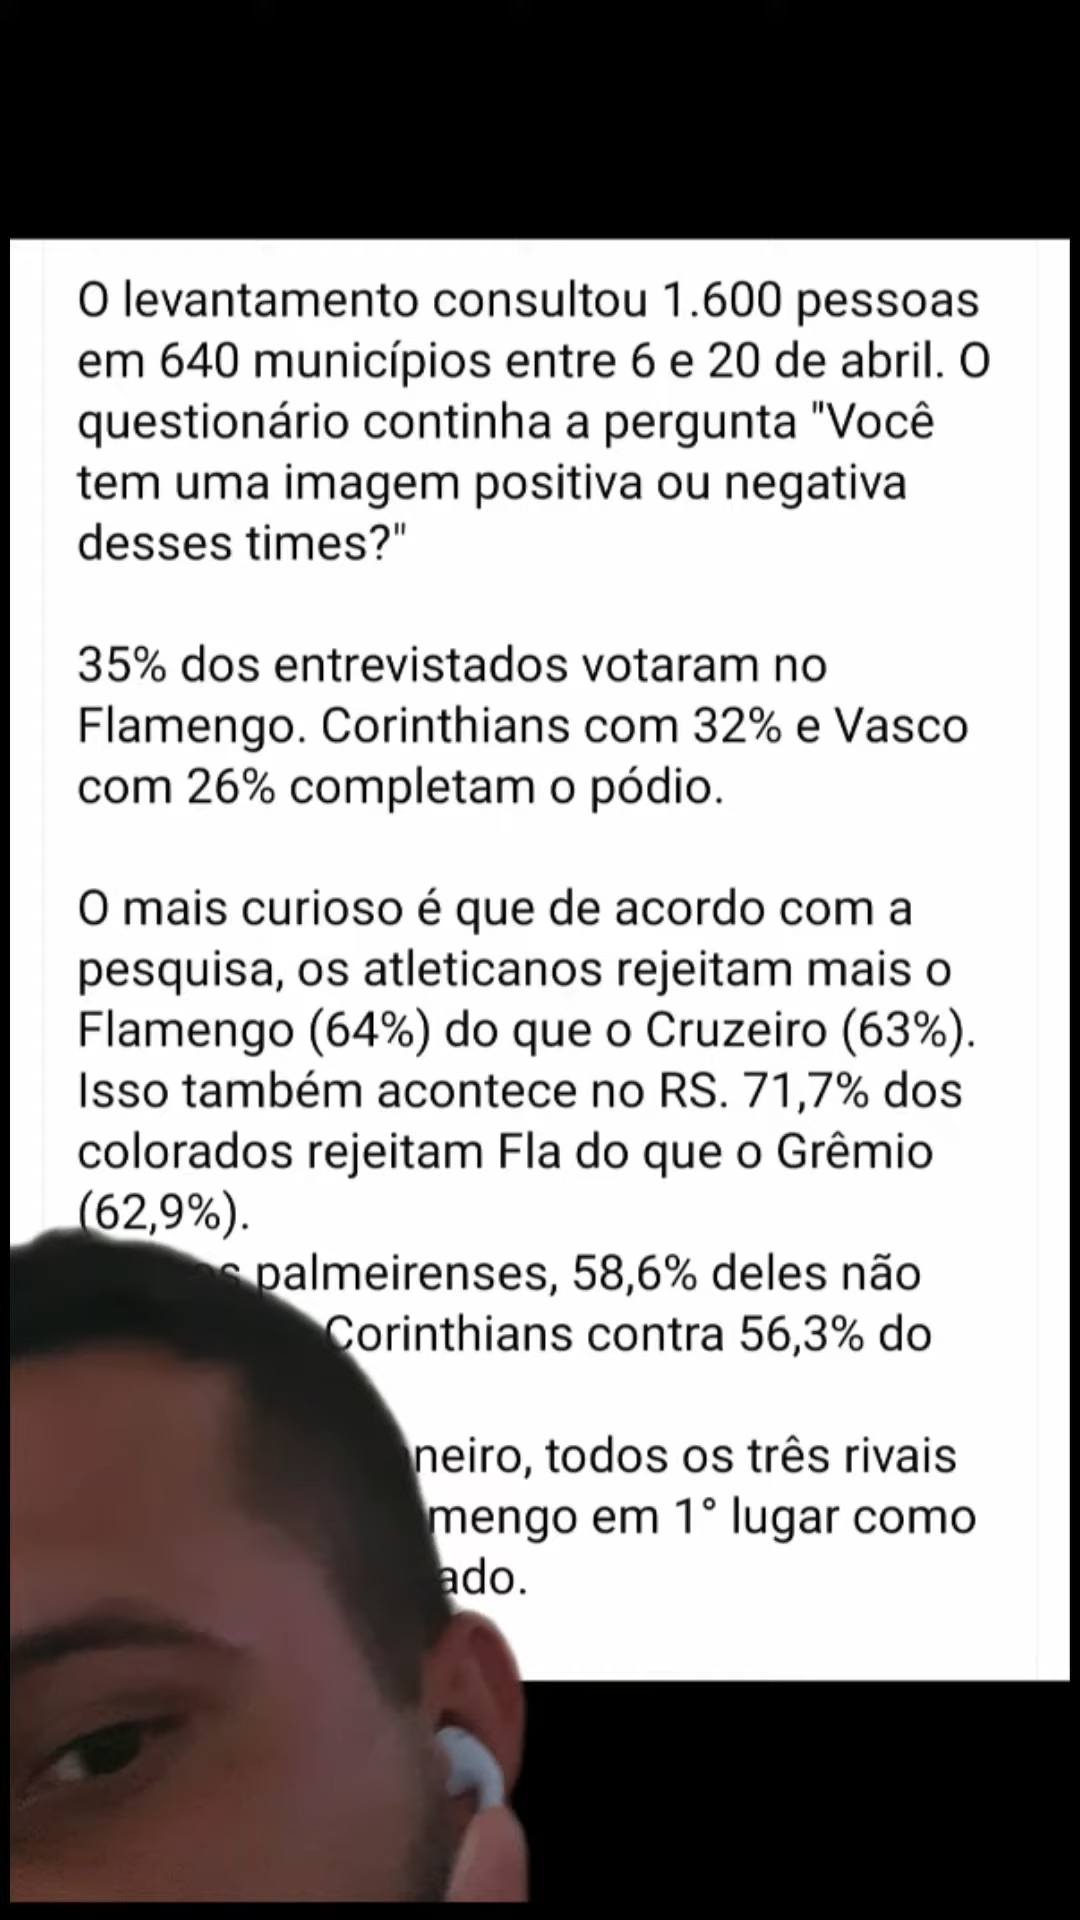 O levantamento consultou 1.600 pessoas
em 640 municípios entre 6 e 20 de abril. O
questionário continha a pergunta "Você
tem uma imagem positiva ou negativa
desses times?"
35% dos entrevistados votaram no
Flamengo. Corinthians com 32% e Vasco
com 26% completam o pódio.
O mais curioso é que de acordo com a
pesquisa, os atleticanos rejeitam mais o
Flamengo (64%) do que o Cruzeiro (63%).
Isso também acontece no RS. 71,7% dos
colorados rejeitam Fla do que o Grêmio
(62,9%).
palmeirenses, 58,6% deles não
Corinthians contra 56,3% do
todos os três rivais
em 1° lugar como